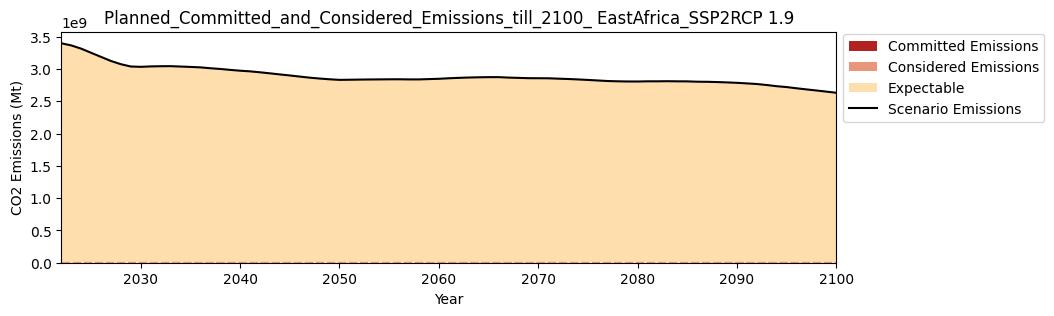 Planned_Committed_and_Considered_Emissions_till_2100_ EastAfrica_SSP2RCP 1.9
1e9
3.5
3.0
2.5
2.0
1.5
1.0
0.5
0.0
CO2 Emissions (Mt)
2030 2040 2050 2060 2070 2080 2090 2100
Year
Committed Emissions
Considered Emissions
Expectable
Scenario Emissions